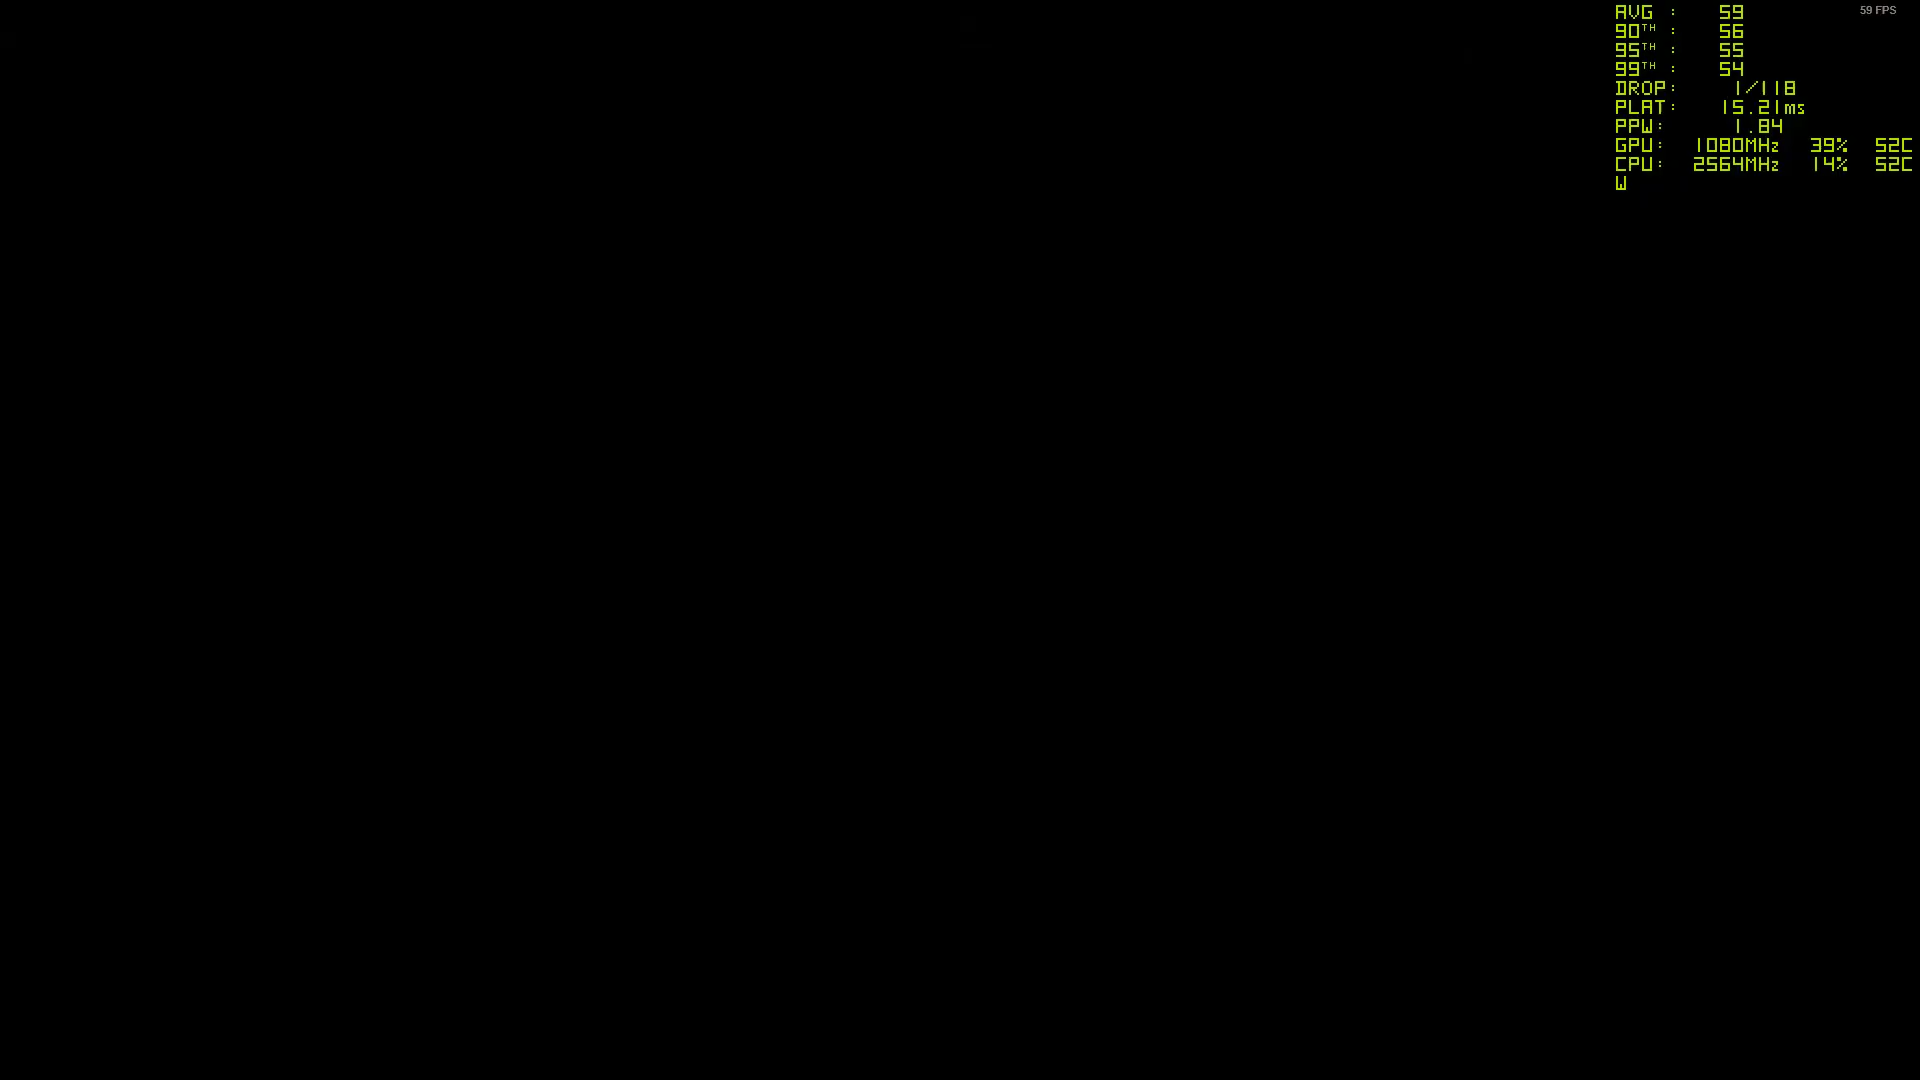 AVG : 59
59 FPS
90TH : 56
95TH : 55
99TH : 54
DROP: 1/118
PLAT: 15.21ms
PPW: 1.84
GPU: 1080MHz 39% 52C
CPU: 2564MHz 14% 52C
W